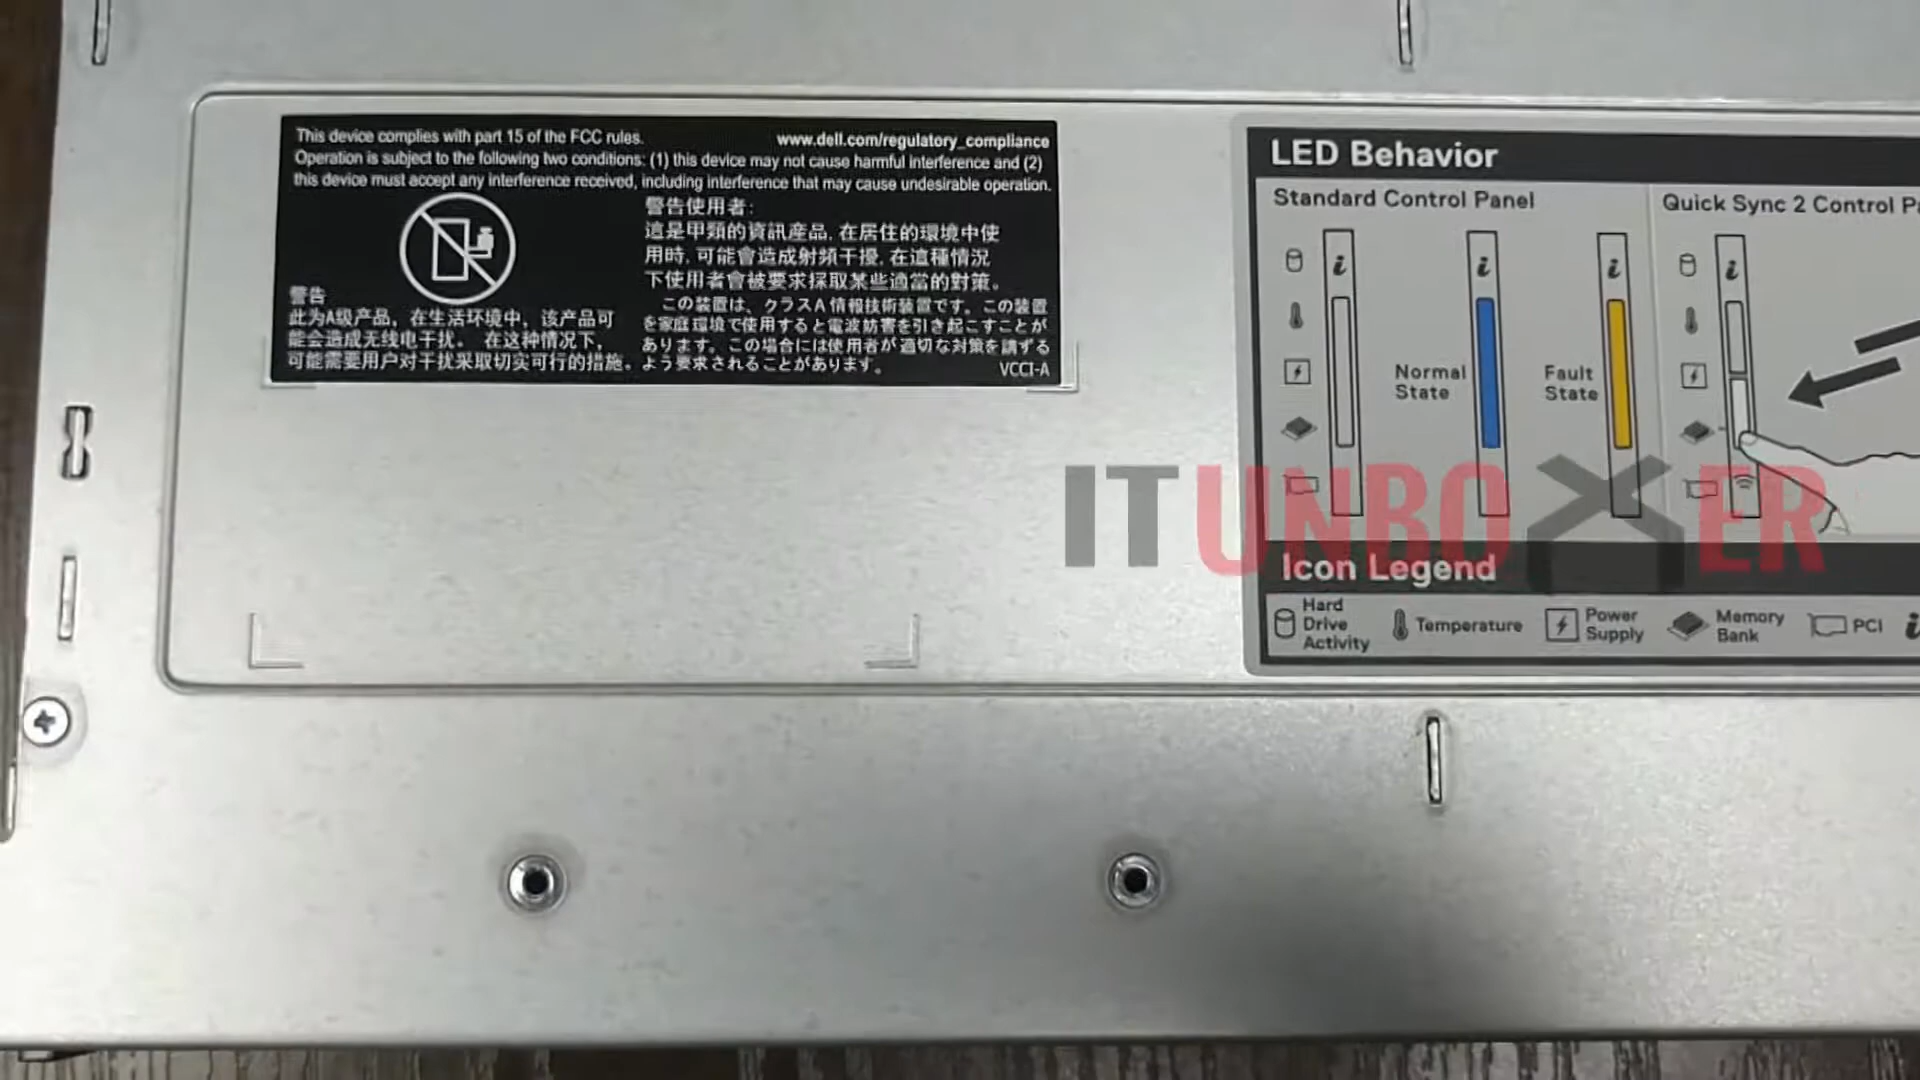 This device complies with part 15 of the FCC rules.
www.dell.com/regulatory_compliance
Operation is subject to the following two conditions: (1) this device may not cause harmful interference and (2)
this device must accept any interference received, including interference that may cause undesirable operation.
警告使用者:
這是甲類的資訊産品, 在居住的環境中使
用時, 可能會造成射頻干擾, 在這種情況
下使用者會被要求採取某些適當的對策。
警告
此为A级产品，在生活环境中，该产品可
能会造成无线电干扰。 在这种情况下，
可能需要用户对干扰采取切实可行的措施。
この装置は、クラスA 情報技術装置です。この装置
を家庭環境で使用すると電波妨害を引き起こすことが
あります。この場合には使用者が適切な対策を講ずる
よう要求されることがあります。
VCCI-A
LED Behavior
Standard Control Panel
Quick Sync 2 Control
i
i
i
i
Normal
State
Fault
State
ITUNBOXER
Icon Legend
Hard
Drive
Activity
Temperature
Power
Supply
Memory
Bank
PCI
i